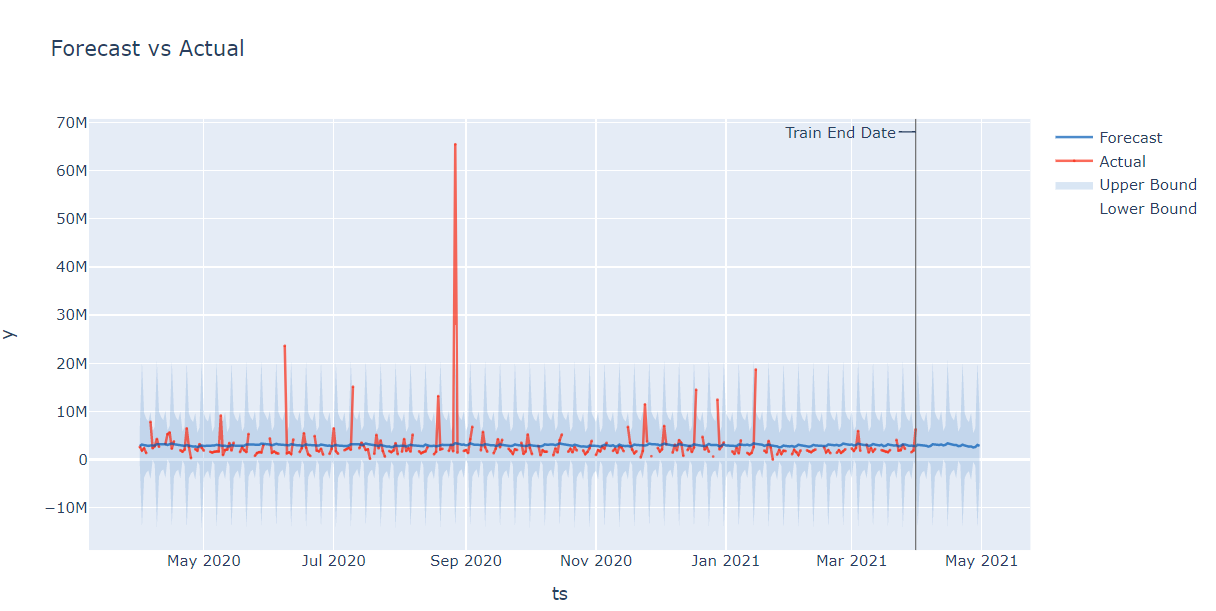 Forecast vs Actual
70M
60M
50M
40M
30M
20M
10M
0
−10M
y
May 2020
Jul 2020
Sep 2020
Nov 2020
Jan 2021
Mar 2021
May 2021
ts
Train End Date
Forecast
Actual
Upper Bound
Lower Bound